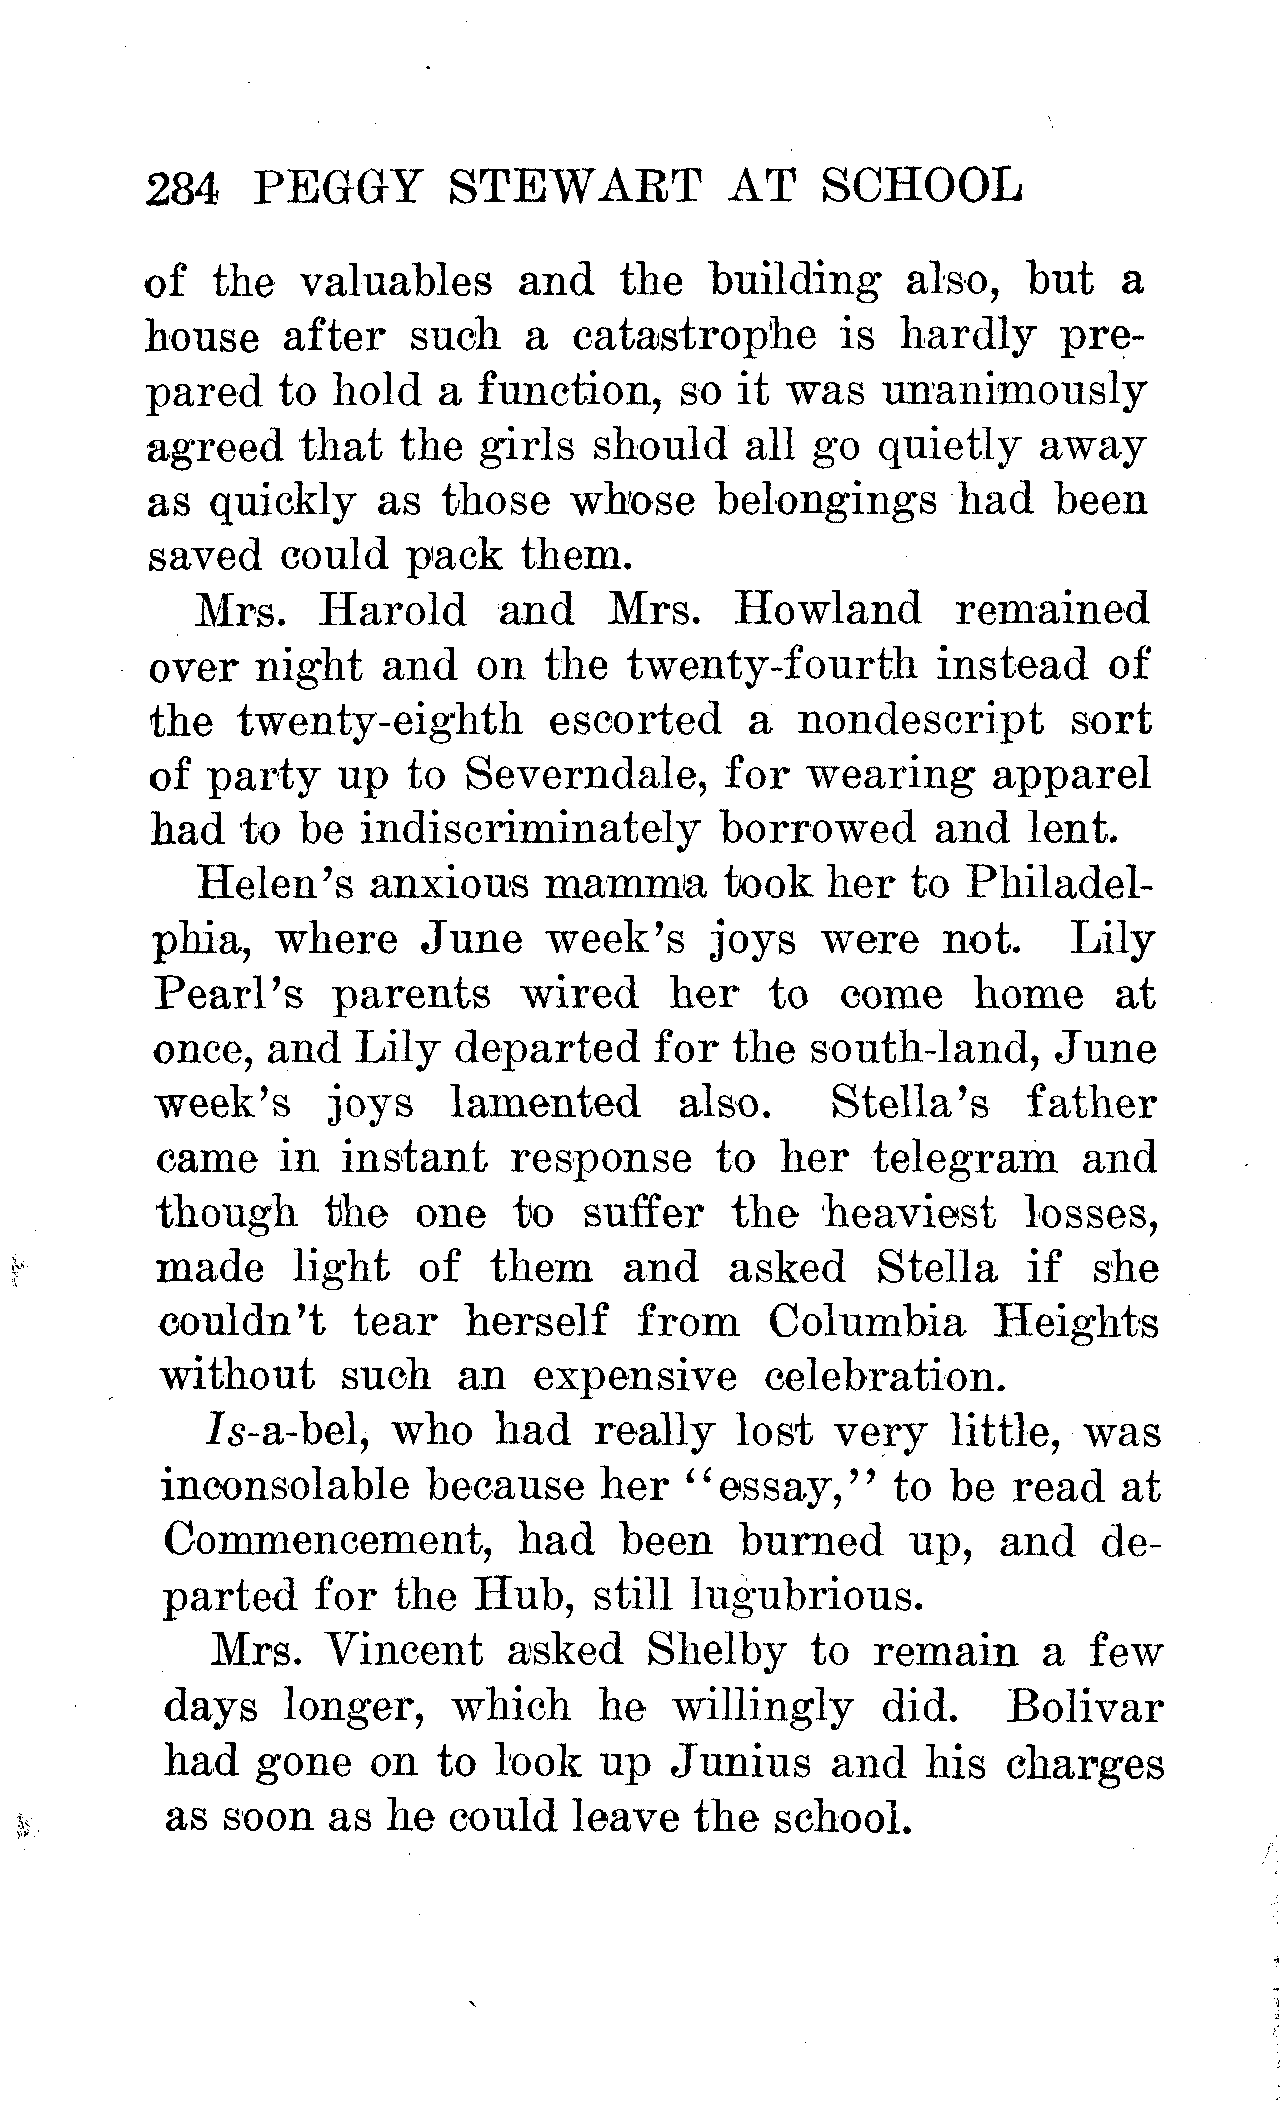 284 PEGGY STEWART AT SCHOOL
of the valuables and the building also, but a
house after such a catastrophe is hardly pre-
pared to hold a function, so it was unanimously
agreed that the girls should all go quietly away
as quickly as those whose belongings had been
saved could pack them.
Mrs. Harold and Mrs. Howland remained
over night and on the twenty-fourth instead of
the twenty-eighth escorted a nondescript sort
of party up to Severndale, for wearing apparel
had to be indiscriminately borrowed and lent.
Helen's anxious mamma took her to Philadel-
phia, where June week's joys were not. Lily
Pearl's parents wired her to come home at
once, and Lily departed for the south-land, June
week's joys lamented also. Stella's father
came in instant response to her telegram and
though the one to suffer the heaviest losses,
made light of them and asked Stella if she
couldn't tear herself from Columbia Heights
without such an expensive celebration.
Is-a-bel, who had really lost very little, was
inconsolable because her "essay," to be read at
Commencement, had been burned up, and de-
parted for the Hub, still lugubrious.
Mrs. Vincent asked Shelby to remain a few
days longer, which he willingly did. Bolivar
had gone on to look up Junius and his charges
as soon as he could leave the school.